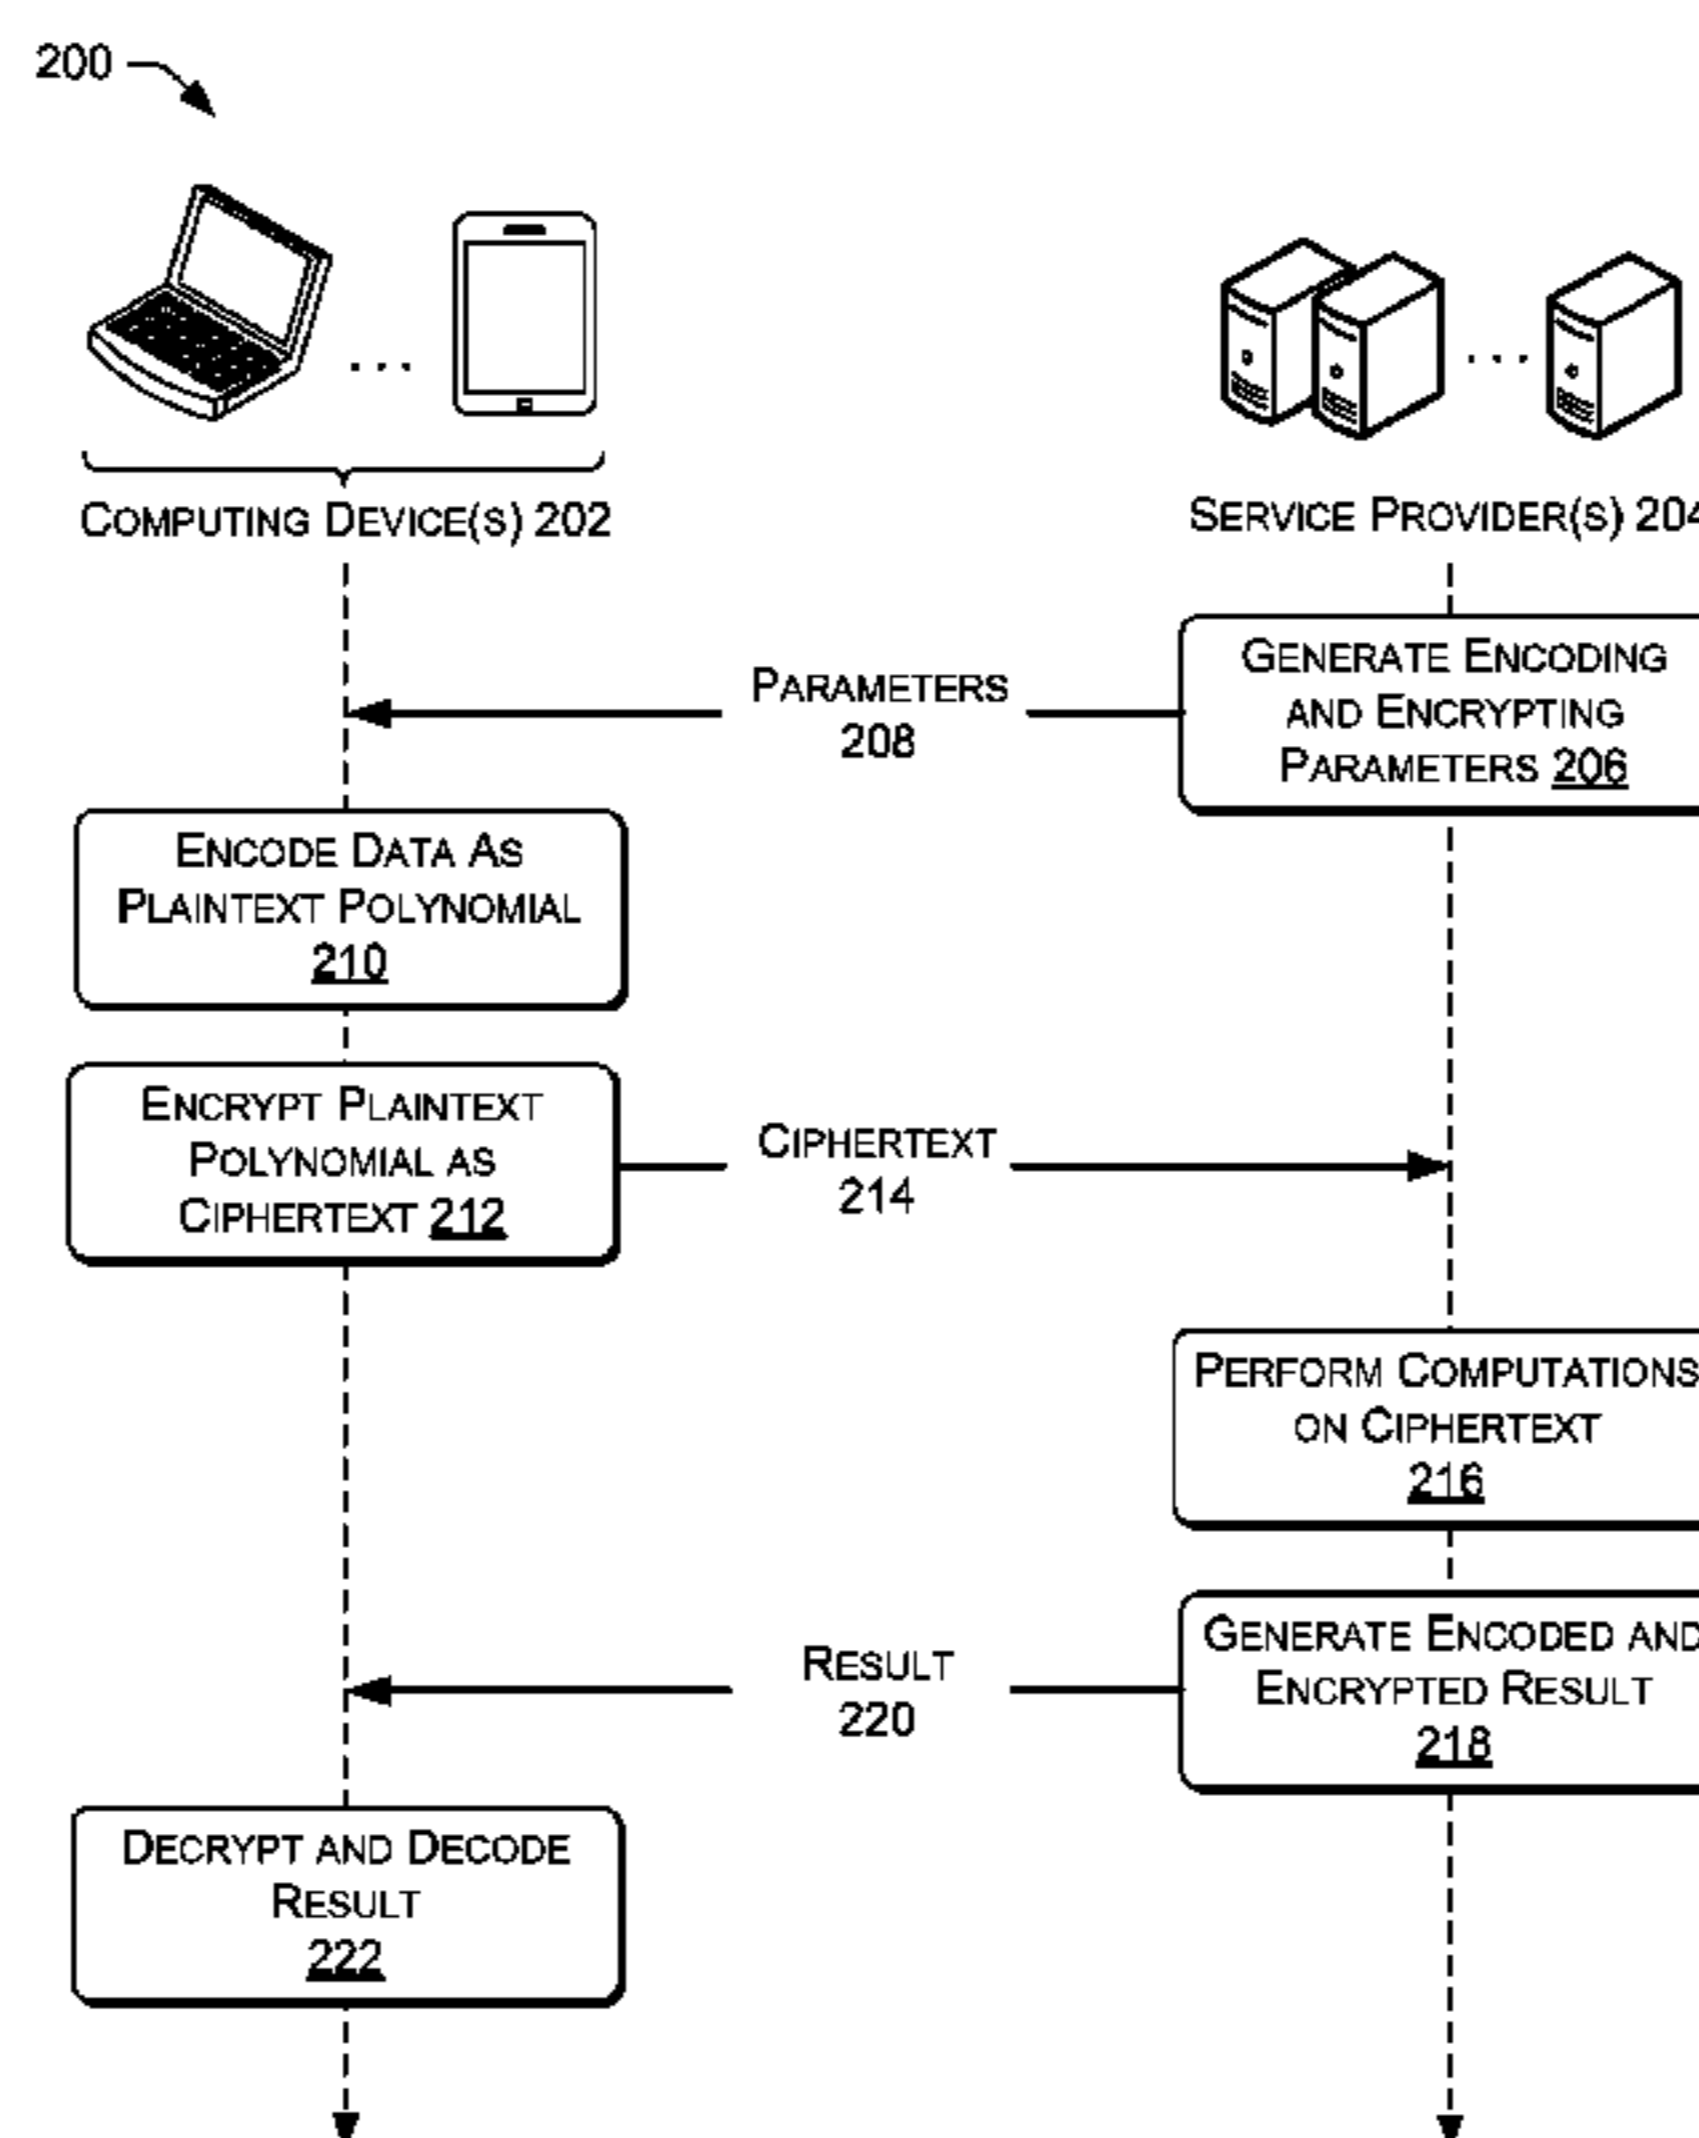 200
COMPUTING DEVICE(S) 202
SERVICE PROVIDER(S) 204
GENERATE ENCODING
AND ENCRYPTING
PARAMETERS 206
PARAMETERS
208
ENCODE DATA AS
PLAINTEXT POLYNOMIAL
210
ENCRYPT PLAINTEXT
POLYNOMIAL AS
CIPHERTEXT 212
CIPHERTEXT
214
PERFORM COMPUTATIONS
ON CIPHERTEXT
216
GENERATE ENCODED AND
ENCRYPTED RESULT
218
RESULT
220
DECRYPT AND DECODE
RESULT
222